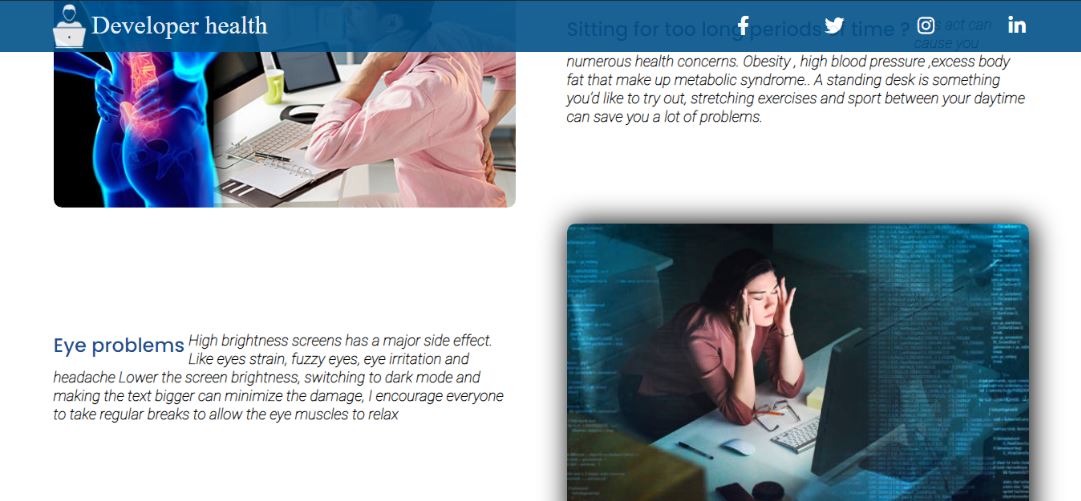 Developer health
Sitting for too long periods of time ? s act can
cause you
numerous health concerns. Obesity , high blood pressure ,excess body
fat that make up metabolic syndrome.. A standing desk is something
you'd like to try out, stretching exercises and sport between your daytime
can save you a lot of problems.
Eye problems High brightness screens has a major side effect.
Like eyes strain, fuzzy eyes, eye irritation and
headache Lower the screen brightness, switching to dark mode and
making the text bigger can minimize the damage, I encourage everyone
to take regular breaks to allow the eye muscles to relax